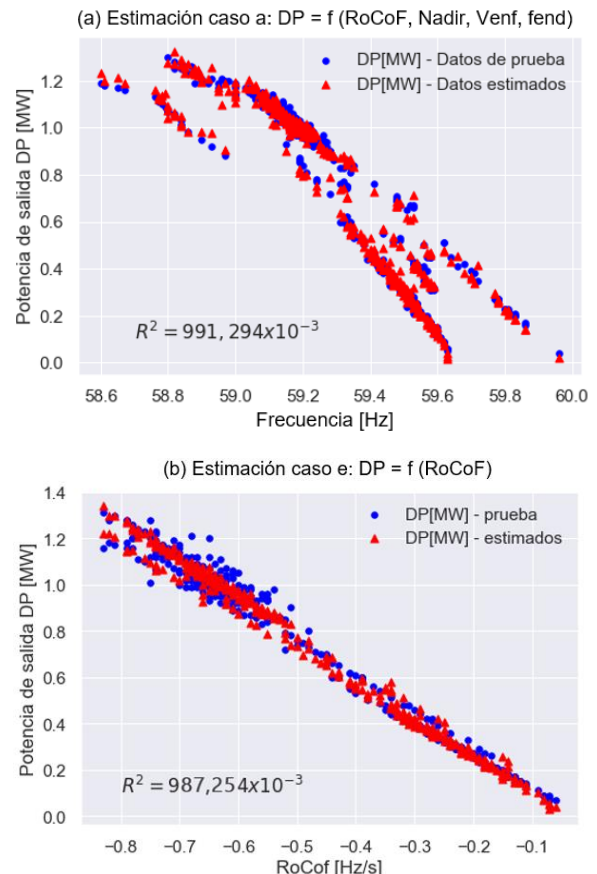 (a) Estimación caso a: DP = f (RoCoF, Nadir, Venf, fend)
DP[MW] - Datos de prueba
DP[MW] - Datos estimados
Potencia de salida DP [MW]
1.2
1.0
0.8
0.6
0.4
0.2
0.0
R² = 991, 294x10⁻³
58.6 58.8 59.0 59.2 59.4 59.6 59.8 60.0
Frecuencia [Hz]
(b) Estimación caso e: DP = f (RoCoF)
DP[MW] - prueba
DP[MW] - estimados
Potencia de salida DP [MW]
1.4
1.2
1.0
0.8
0.6
0.4
0.2
0.0
R² = 987,254x10⁻³
−0.8 −0.7 −0.6 −0.5 −0.4 −0.3 −0.2 −0.1
RoCof [Hz/s]